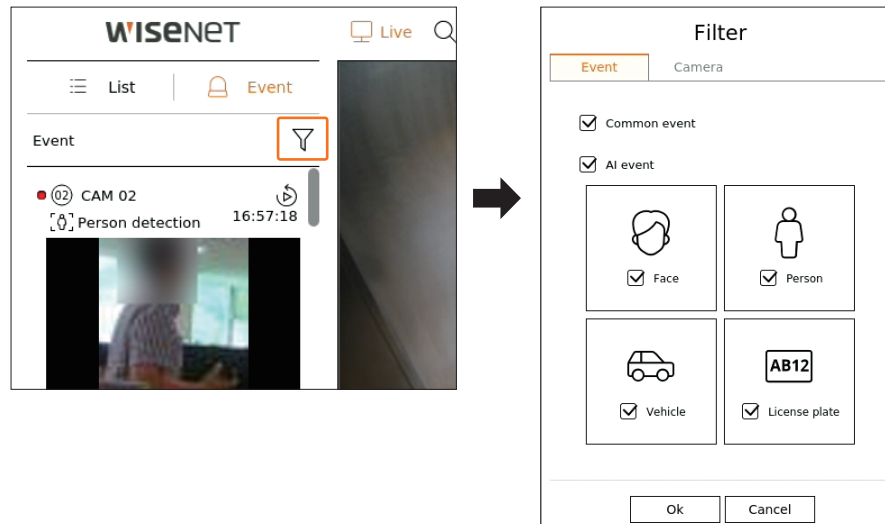 WISENET
Live
List
Event
Event
02 CAM 02
Person detection
16:57:18
Filter
Event
Camera
Common event
AI event
Face
Person
Vehicle
AB12
License plate
Ok
Cancel